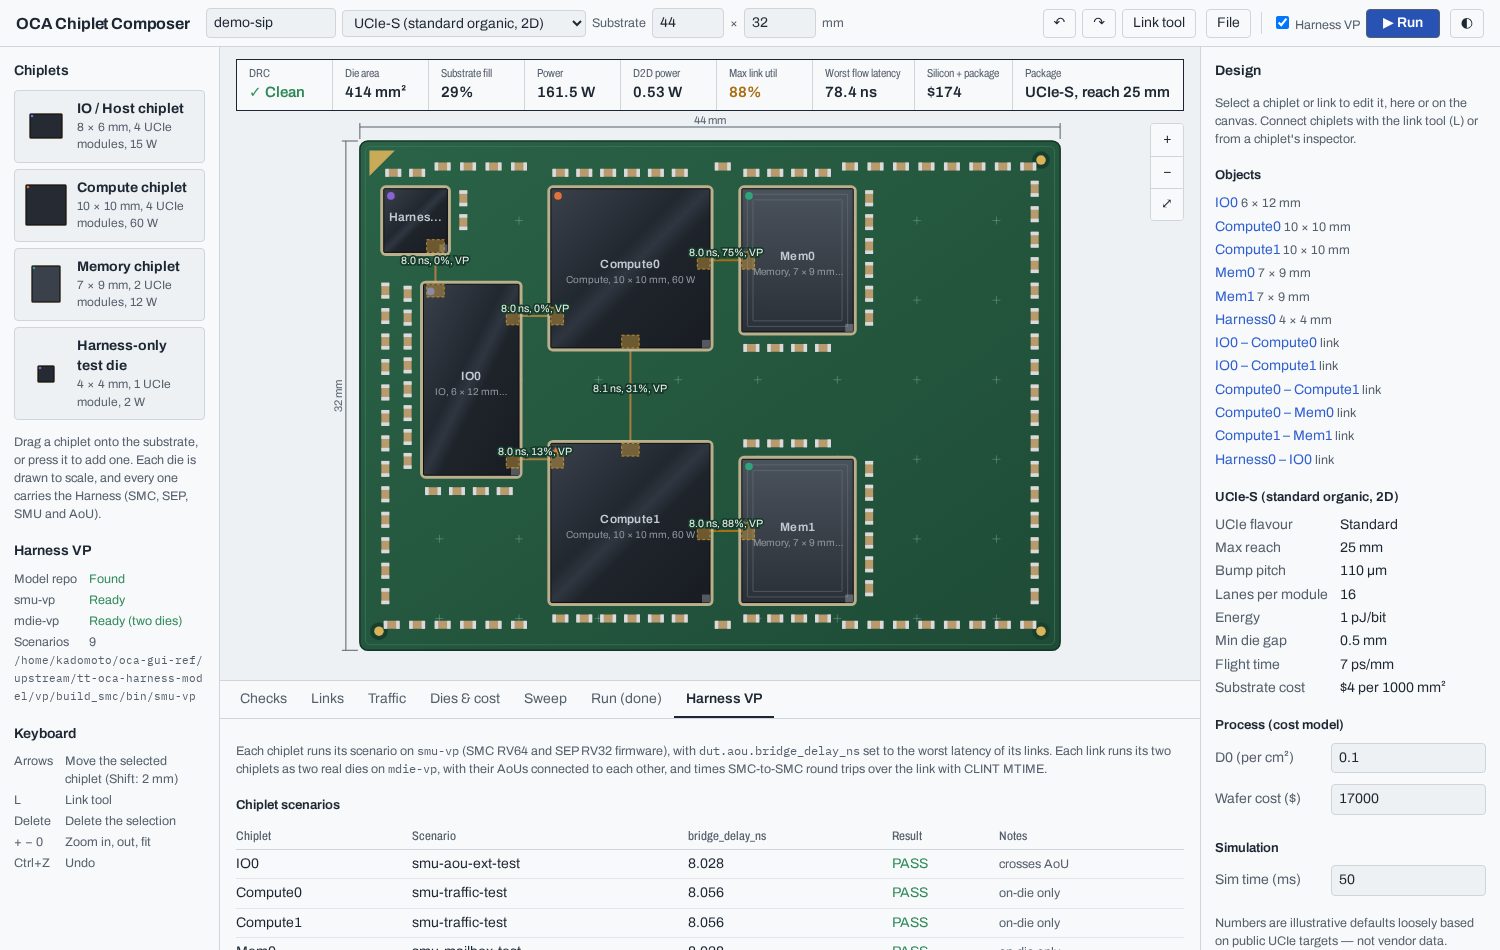 OCA Chiplet Composer
demo-sip
UCIe-S (standard organic, 2D)
Substrate 44 × 32 mm
Link tool
File
Harness VP
▶ Run
Chiplets
IO / Host chiplet
8 × 6 mm, 4 UCIe
modules, 15 W
Compute chiplet
10 × 10 mm, 4 UCIe
modules, 60 W
Memory chiplet
7 × 9 mm, 2 UCIe
modules, 12 W
Harness-only
test die
4 × 4 mm, 1 UCIe
module, 2 W
Drag a chiplet onto the substrate,
or press it to add one. Each die is
drawn to scale, and every one
carries the Harness (SMC, SEP,
SMU and AoU).
Harness VP
Model repo Found
smu-vp Ready
mdie-vp Ready (two dies)
Scenarios 9
/home/kadomoto/oca-gui-ref/
upstream/tt-oca-harness-mod
el/vp/build_smc/bin/smu-vp
Keyboard
Arrows Move the selected
chiplet (Shift: 2 mm)
L Link tool
Delete Delete the selection
+ − 0 Zoom in, out, fit
Ctrl+Z Undo
DRC
✓ Clean
Die area
414 mm²
Substrate fill
29%
Power
161.5 W
D2D power
0.53 W
Max link util
88%
Worst flow latency
78.4 ns
Silicon + package
$174
Package
UCIe-S, reach 25 mm
44 mm
32 mm
+
−
Harnes…
8.0 ns, 0%, VP
Compute0
Compute, 10 × 10 mm, 60 W
8.0 ns, 75%, VP
Mem0
Memory, 7 × 9 mm…
8.0 ns, 0%, VP
IO0
IO, 6 × 12 mm…
8.1 ns, 31%, VP
8.0 ns, 13%, VP
Compute1
Compute, 10 × 10 mm, 60 W
8.0 ns, 88%, VP
Mem1
Memory, 7 × 9 mm…
Checks
Links
Traffic
Dies & cost
Sweep
Run (done)
Harness VP
Each chiplet runs its scenario on smu-vp (SMC RV64 and SEP RV32 firmware), with dut.aou.bridge_delay_ns set to the worst latency of its links. Each link runs its two
chiplets as two real dies on mdie-vp, with their AoUs connected to each other, and times SMC-to-SMC round trips over the link with CLINT MTIME.
Chiplet scenarios
Chiplet Scenario bridge_delay_ns Result Notes
IO0 smu-aou-ext-test 8.028 PASS crosses AoU
Compute0 smu-traffic-test 8.056 PASS on-die only
Compute1 smu-traffic-test 8.056 PASS on-die only
Mem0 smu-mailbox-test 8.028 PASS on-die only
Design
Select a chiplet or link to edit it, here or on the
canvas. Connect chiplets with the link tool (L) or
from a chiplet's inspector.
Objects
IO0 6 × 12 mm
Compute0 10 × 10 mm
Compute1 10 × 10 mm
Mem0 7 × 9 mm
Mem1 7 × 9 mm
Harness0 4 × 4 mm
IO0 – Compute0 link
IO0 – Compute1 link
Compute0 – Compute1 link
Compute0 – Mem0 link
Compute1 – Mem1 link
Harness0 – IO0 link
UCIe-S (standard organic, 2D)
UCIe flavour Standard
Max reach 25 mm
Bump pitch 110 µm
Lanes per module 16
Energy 1 pJ/bit
Min die gap 0.5 mm
Flight time 7 ps/mm
Substrate cost $4 per 1000 mm²
Process (cost model)
D0 (per cm²) 0.1
Wafer cost ($) 17000
Simulation
Sim time (ms) 50
Numbers are illustrative defaults loosely based
on public UCIe targets — not vendor data.